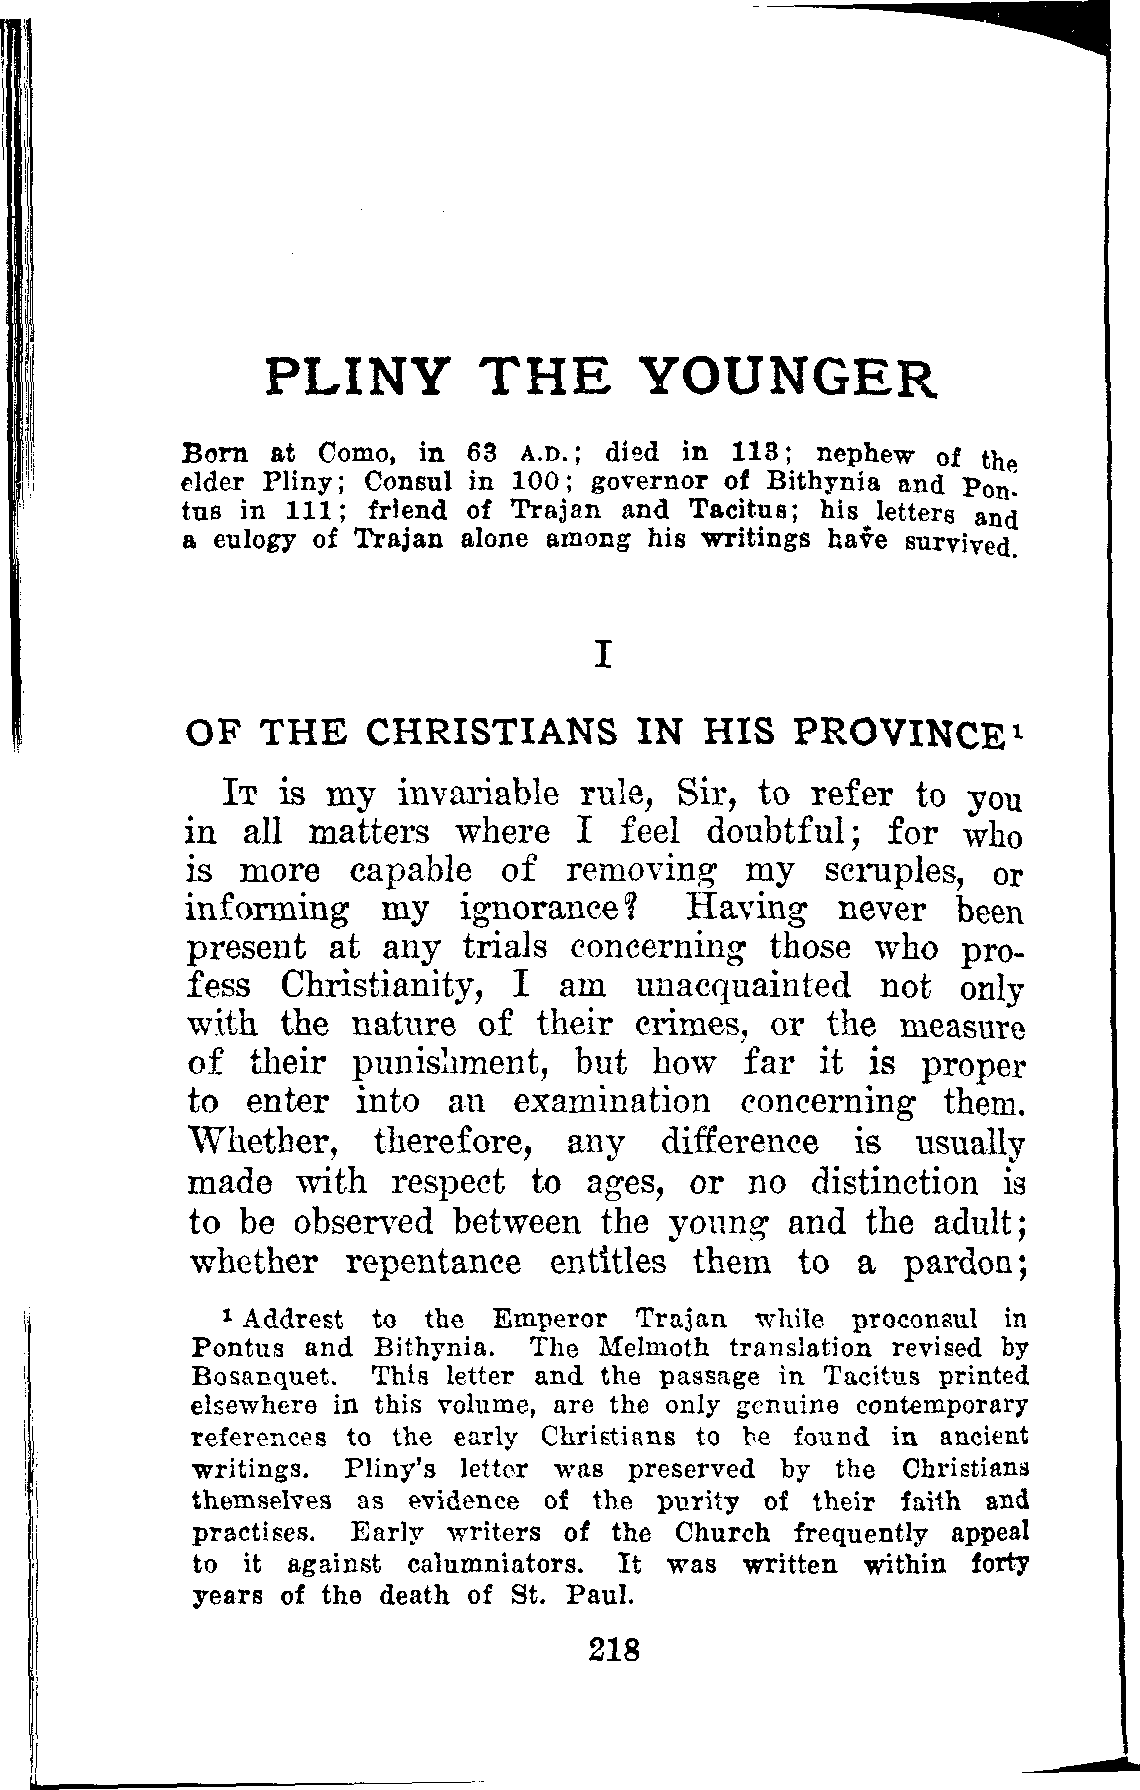 PLINY THE YOUNGER
Born at Como, in 63 A.D.; died in 113; nephew of the
elder Pliny; Consul in 100; governor of Bithynia and Pon-
tus in 111; friend of Trajan and Tacitus; his letters and
a eulogy of Trajan alone among his writings have survived.
I
OF THE CHRISTIANS IN HIS PROVINCE¹
IT is my invariable rule, Sir, to refer to you
in all matters where I feel doubtful; for who
is more capable of removing my scruples, or
informing my ignorance? Having never been
present at any trials concerning those who pro-
fess Christianity, I am unacquainted not only
with the nature of their crimes, or the measure
of their punishment, but how far it is proper
to enter into an examination concerning them.
Whether, therefore, any difference is usually
made with respect to ages, or no distinction is
to be observed between the young and the adult;
whether repentance entitles them to a pardon;
¹ Addrest to the Emperor Trajan while proconsul in
Pontus and Bithynia. The Melmoth translation revised by
Bosanquet. This letter and the passage in Tacitus printed
elsewhere in this volume, are the only genuine contemporary
references to the early Christians to be found in ancient
writings. Pliny's letter was preserved by the Christians
themselves as evidence of the purity of their faith and
practises. Early writers of the Church frequently appeal
to it against calumniators. It was written within forty
years of the death of St. Paul.
218